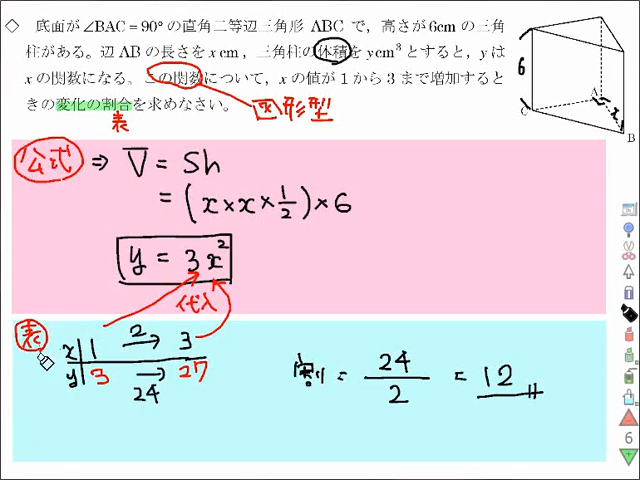 ◇ 底面が∠BAC=90°の直角二等辺三角形 ABC で，高さが6cm の三角
柱がある。辺ABの長さを x cm，三角柱の体積を y cm³ とすると，y は
x の関数になる。この関数について，x の値が 1 から 3 まで増加すると
きの変化の割合を求めなさい。
表
図形型
6
A
x
C
B
公式 ⇒ V = Sh
= (x × x × 1/2) × 6
y = 3x²
代入
表
x 1 → 3
2
y 3 → 27
24
割 = 24/2 = 12
6